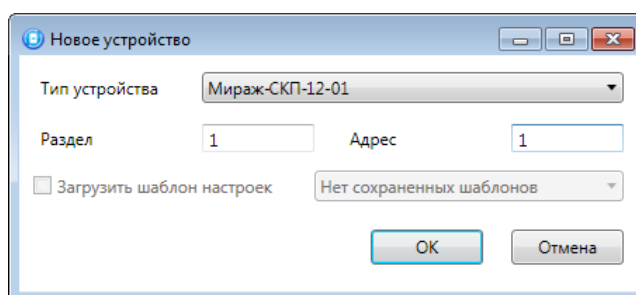 Новое устройство
Тип устройства Мираж-СКП-12-01
Раздел 1 Адрес 1
Загрузить шаблон настроек Нет сохраненных шаблонов
ОК Отмена